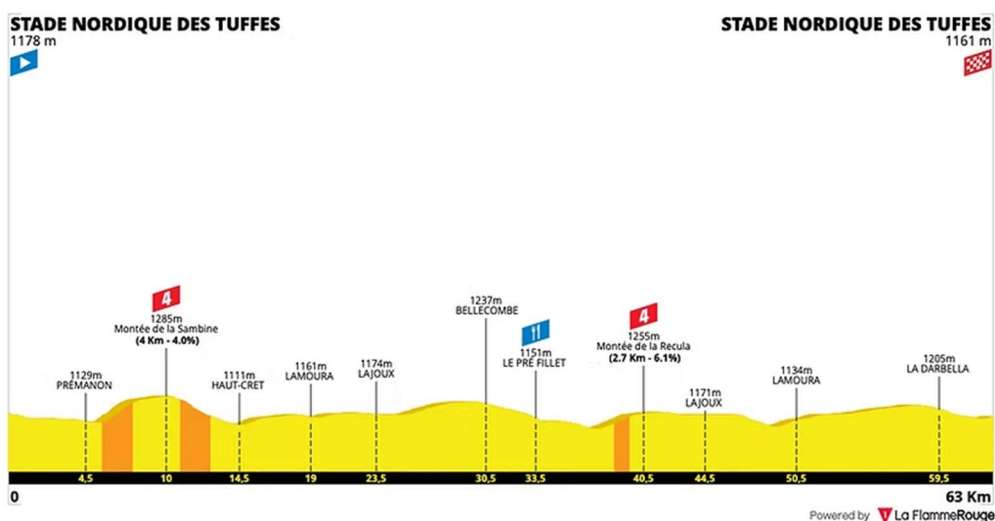 STADE NORDIQUE DES TUFFES
1178 m
STADE NORDIQUE DES TUFFES
1161 m
4
1285m
Montée de la Sambine
(4 Km - 4.0%)
1237m
BELLECOMBE
4
1255m
Montée de la Recula
(2.7 Km - 6.1%)
1151m
LE PRÉ FILLET
1129m
PRÉMANON
1111m
HAUT-CRET
1161m
LAMOURA
1174m
LAJOUX
1171m
LAJOUX
1134m
LAMOURA
1205m
LA DARBELLA
4,5
10
14,5
19
23,5
30,5
33,5
40,5
44,5
50,5
59,5
0
63 Km
Powered by La FlammeRouge